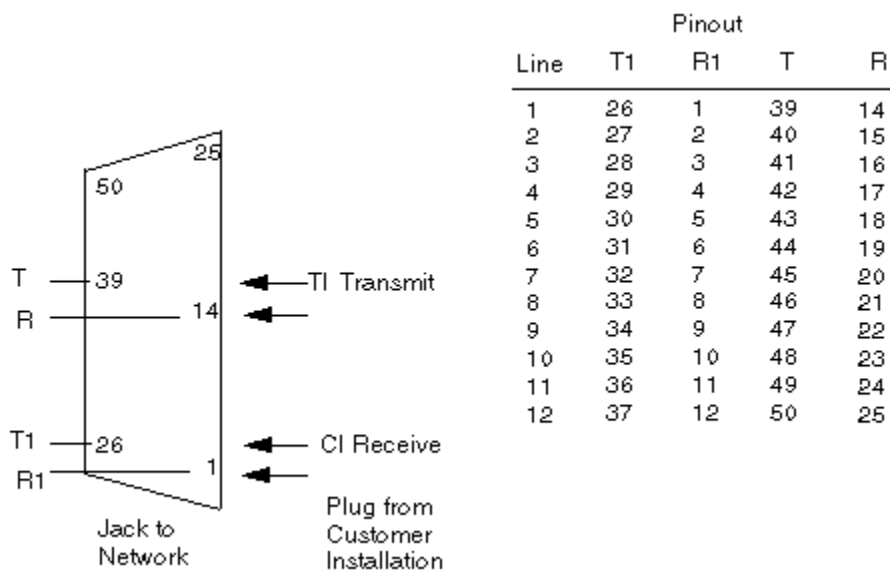 Pinout
Line T1 R1 T R
1 26 1 39 14
2 27 2 40 15
3 28 3 41 16
4 29 4 42 17
5 30 5 43 18
6 31 6 44 19
7 32 7 45 20
8 33 8 46 21
9 34 9 47 22
10 35 10 48 23
11 36 11 49 24
12 37 12 50 25
25
50
T 39 TI Transmit
R 14
T1 26 CI Receive
R1 1
Jack to
Network
Plug from
Customer
Installation